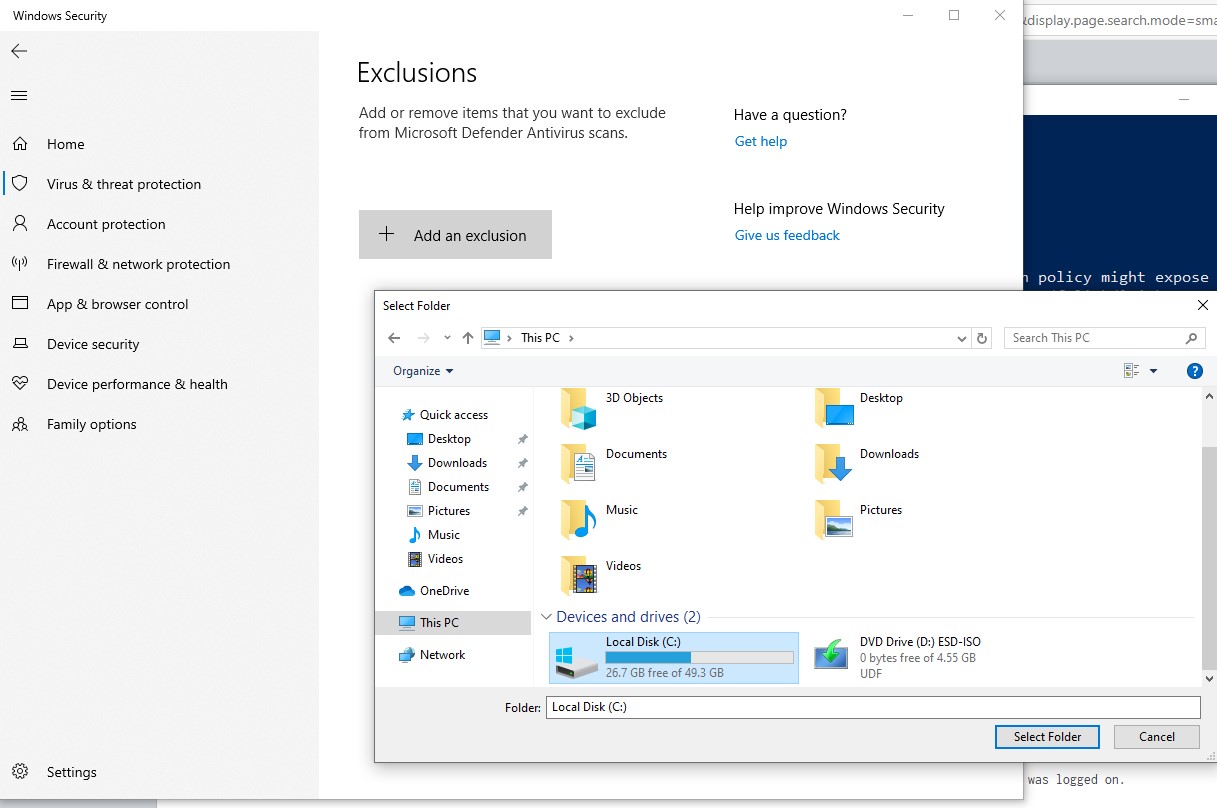 Windows Security
&display.page.search.mode=sma
Home
Virus & threat protection
Account protection
Firewall & network protection
App & browser control
Device security
Device performance & health
Family options
Settings
Exclusions
Add or remove items that you want to exclude
from Microsoft Defender Antivirus scans.
Add an exclusion
Have a question?
Get help
Help improve Windows Security
Give us feedback
policy might expose
Select Folder
This PC
Search This PC
Organize
Quick access
Desktop
Downloads
Documents
Pictures
Music
Videos
OneDrive
This PC
Network
3D Objects
Desktop
Documents
Downloads
Music
Pictures
Videos
Devices and drives (2)
Local Disk (C:)
26.7 GB free of 49.3 GB
DVD Drive (D:) ESD-ISO
0 bytes free of 4.55 GB
UDF
Folder: Local Disk (C:)
Select Folder
Cancel
was logged on.